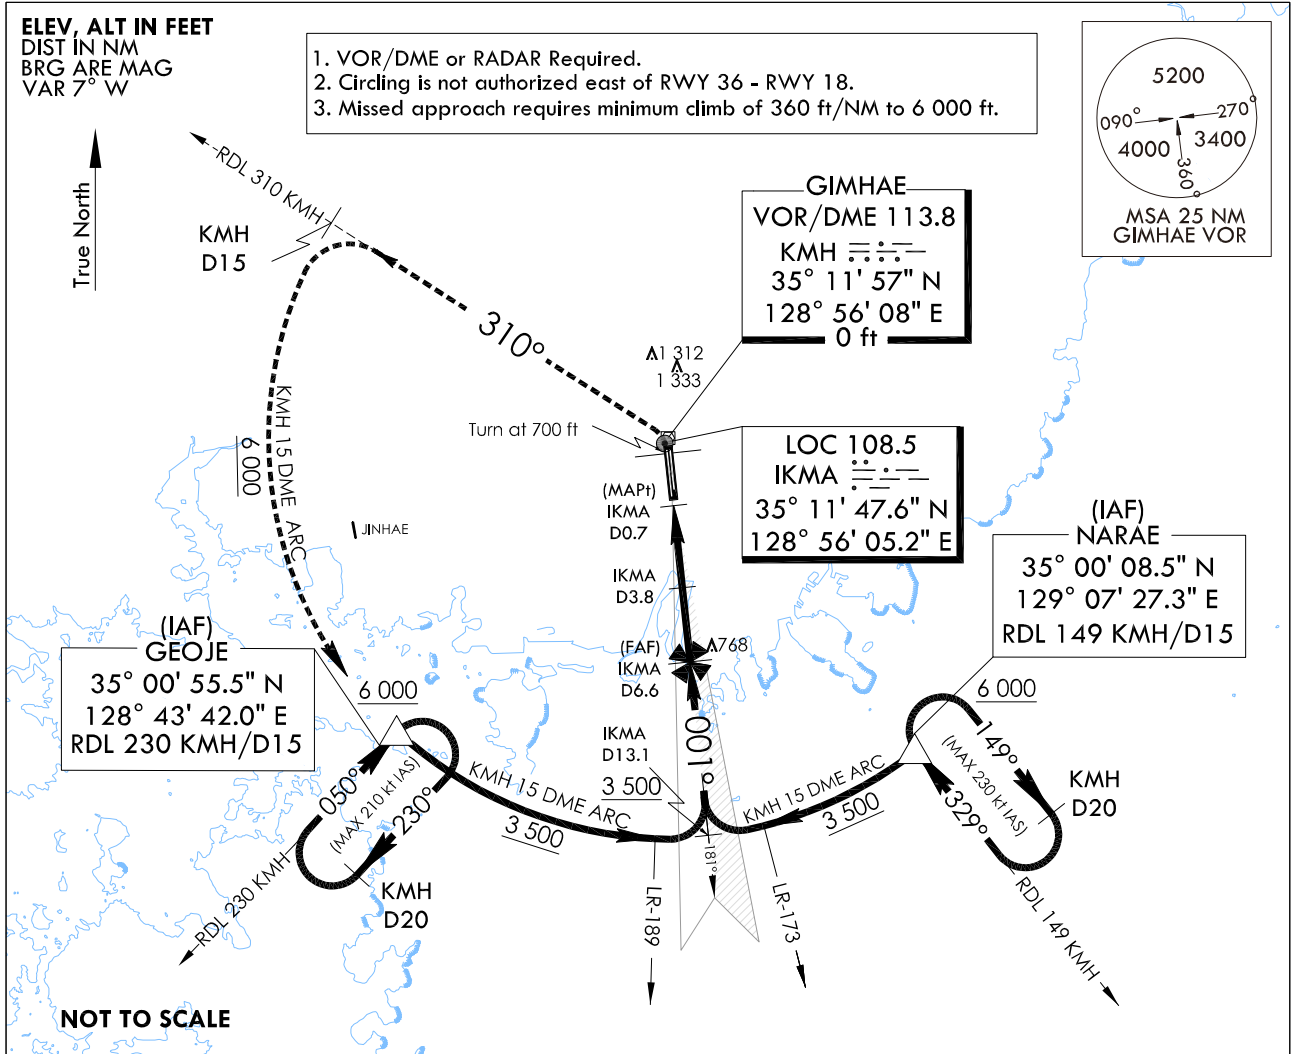 ELEV, ALT IN FEET
DIST IN NM
BRG ARE MAG
VAR 7° W
1. VOR/DME or RADAR Required.
2. Circling is not authorized east of RWY 36 - RWY 18.
3. Missed approach requires minimum climb of 360 ft/NM to 6 000 ft.
5200
090°
270°
4000
3400
360°
MSA 25 NM
GIMHAE VOR
True North
RDL 310 KMH
KMH
D15
310°
GIMHAE
VOR/DME 113.8
KMH
35° 11' 57" N
128° 56' 08" E
0 ft
1 312
1 333
Turn at 700 ft
LOC 108.5
IKMA
35° 11' 47.6" N
128° 56' 05.2" E
KMH 15 DME ARC
6 000
JINHAE
(MAPt)
IKMA
D0.7
IKMA
D3.8
(FAF)
IKMA
D6.6
768
(IAF)
NARAE
35° 00' 08.5" N
129° 07' 27.3" E
RDL 149 KMH/D15
(IAF)
GEOJE
35° 00' 55.5" N
128° 43' 42.0" E
RDL 230 KMH/D15
6 000
6 000
IKMA
D13.1
3 500
001°
181°
KMH 15 DME ARC
3 500
KMH 15 DME ARC
3 500
050°
(MAX 210 kt IAS)
230°
149°
(MAX 230 kt IAS)
329°
KMH
D20
KMH
D20
RDL 230 KMH
LR-189
LR-173
RDL 149 KMH
NOT TO SCALE